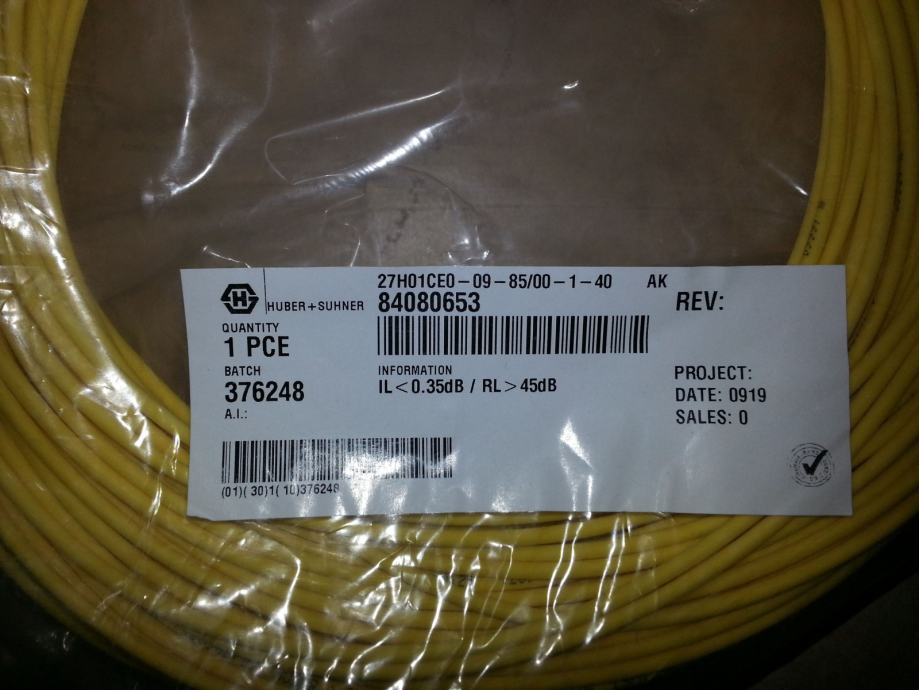 27H01CE0-09-85/00-1-40 AK
HUBER+SUHNER
84080653
REV:
QUANTITY
1 PCE
BATCH
376248
A.I.:
INFORMATION
IL<0.35dB / RL>45dB
PROJECT:
DATE: 0919
SALES: 0
(01)( 30)1( 10)376248